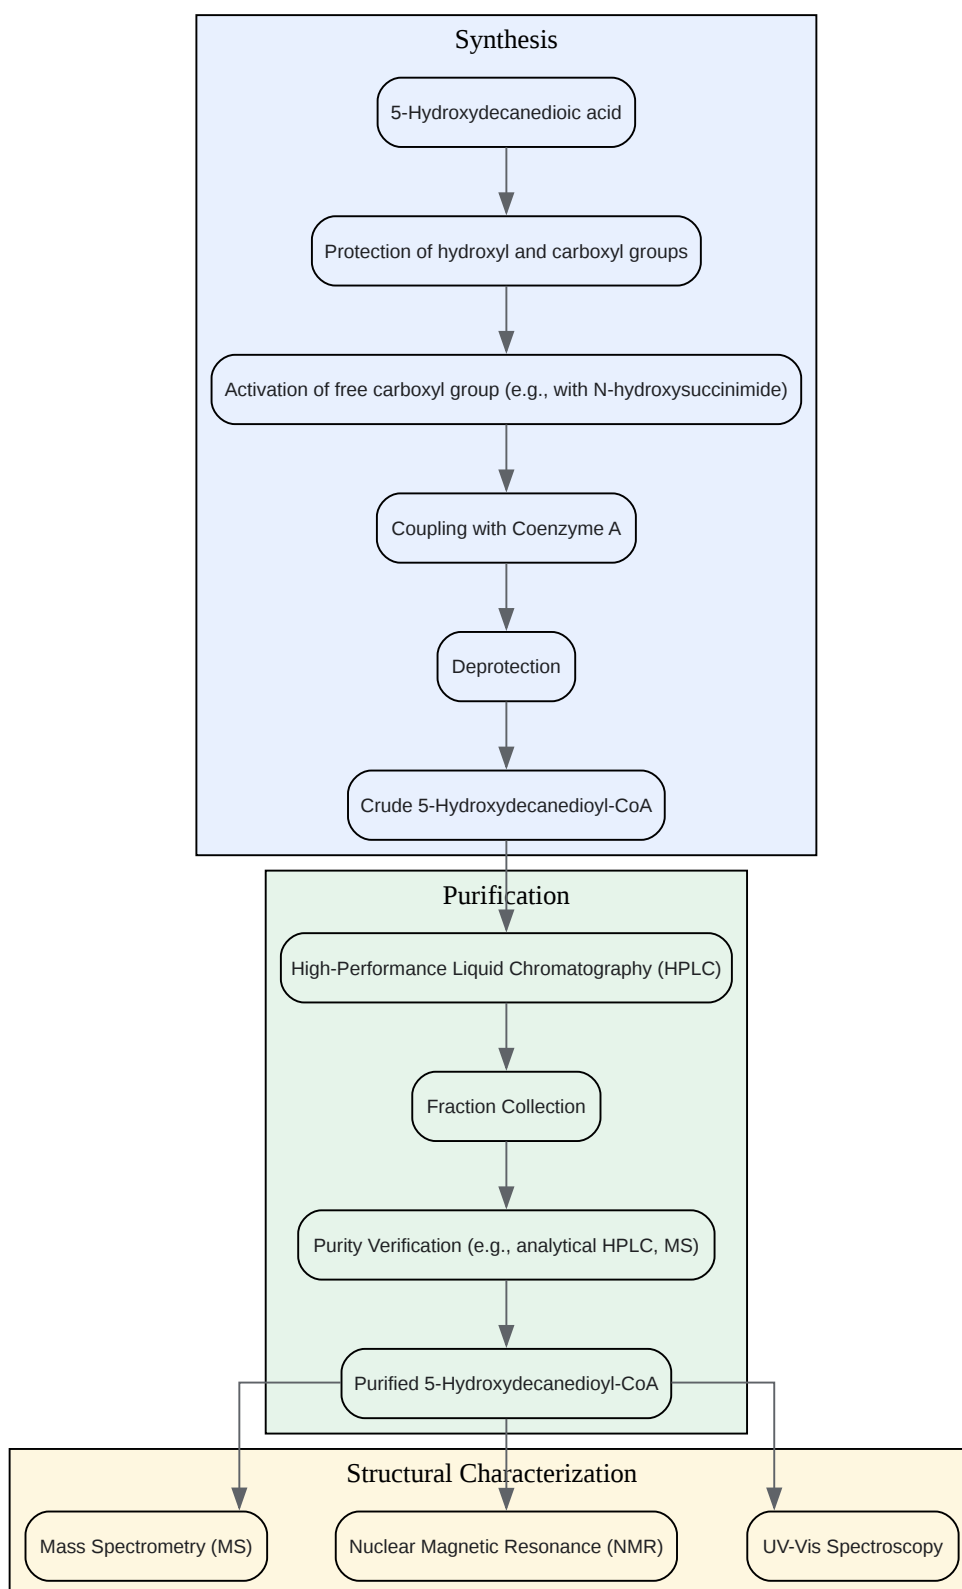 Synthesis
5-Hydroxydecanedioic acid
Protection of hydroxyl and carboxyl groups
Activation of free carboxyl group (e.g., with N-hydroxysuccinimide)
Coupling with Coenzyme A
Deprotection
Crude 5-Hydroxydecanedioyl-CoA
Purification
High-Performance Liquid Chromatography (HPLC)
Fraction Collection
Purity Verification (e.g., analytical HPLC, MS)
Purified 5-Hydroxydecanedioyl-CoA
Structural Characterization
Mass Spectrometry (MS)
Nuclear Magnetic Resonance (NMR)
UV-Vis Spectroscopy